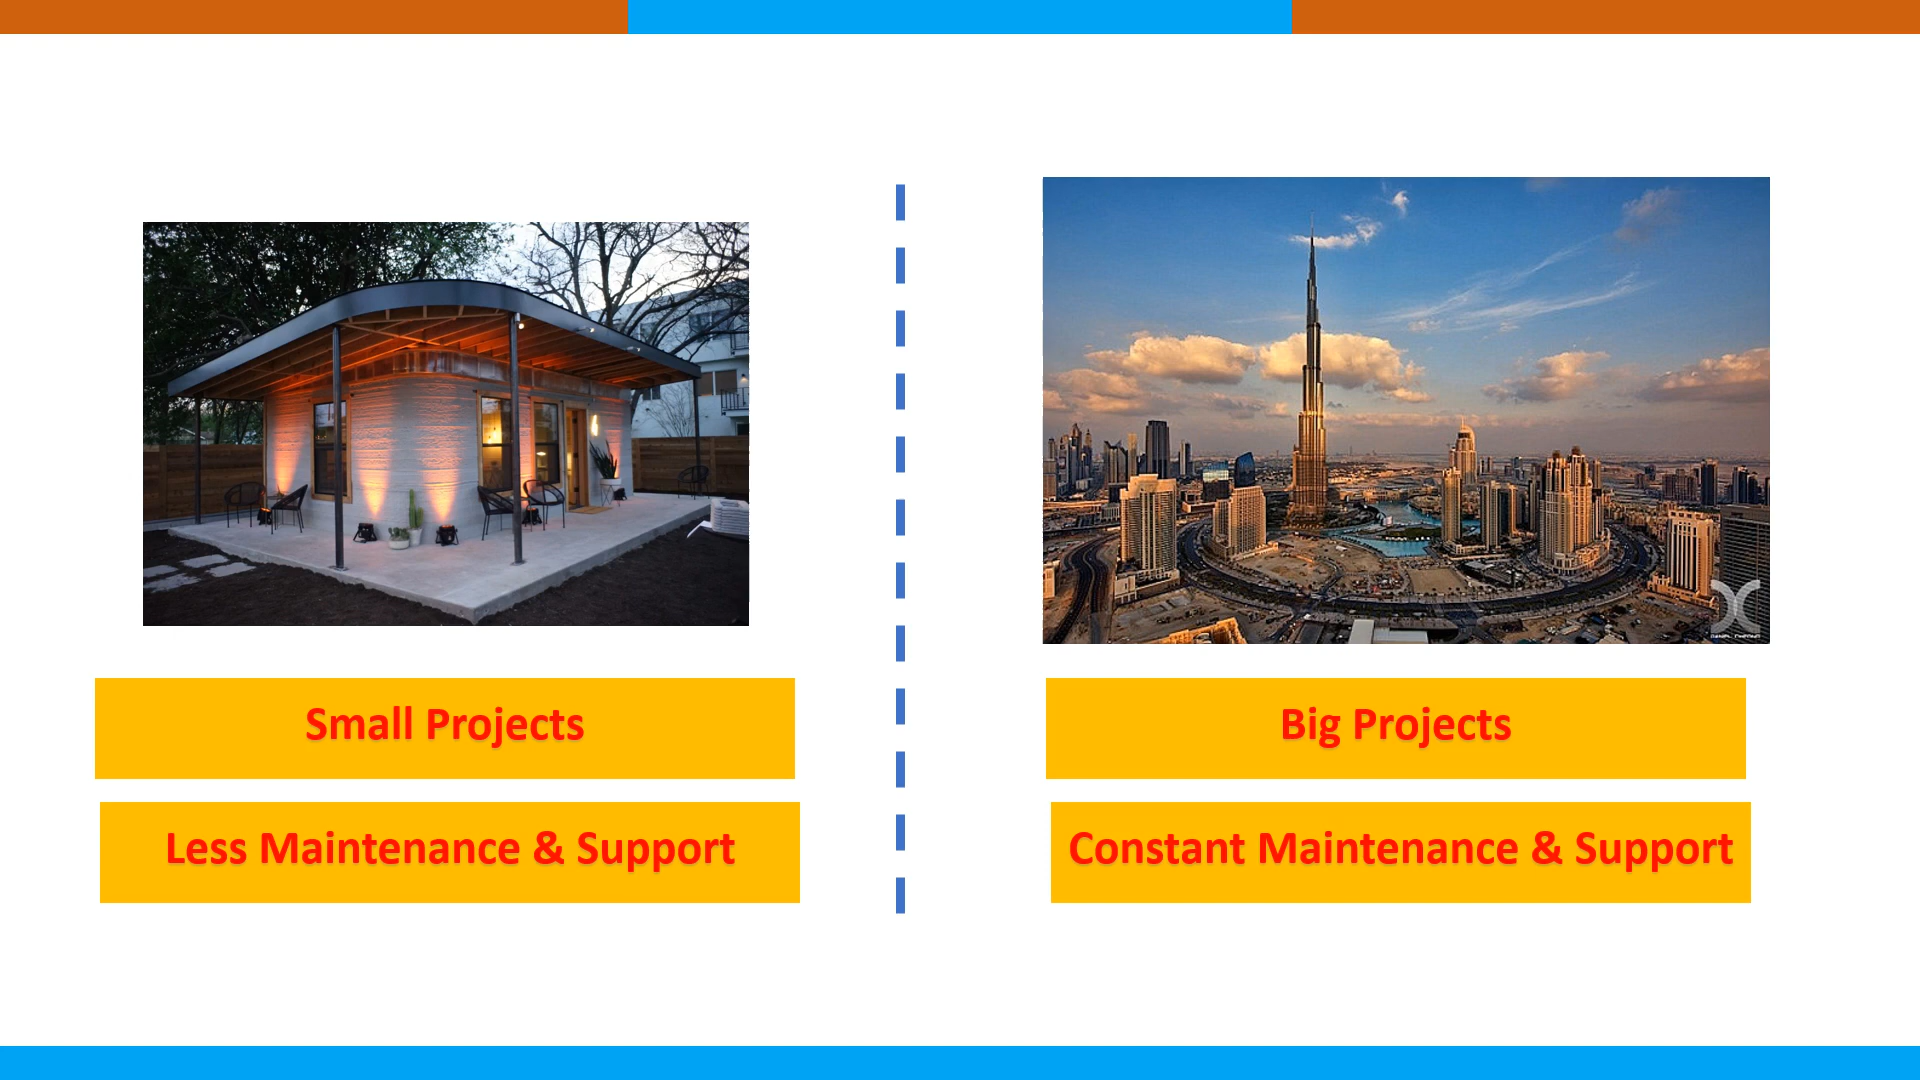 Small Projects
Less Maintenance & Support
Big Projects
Constant Maintenance & Support